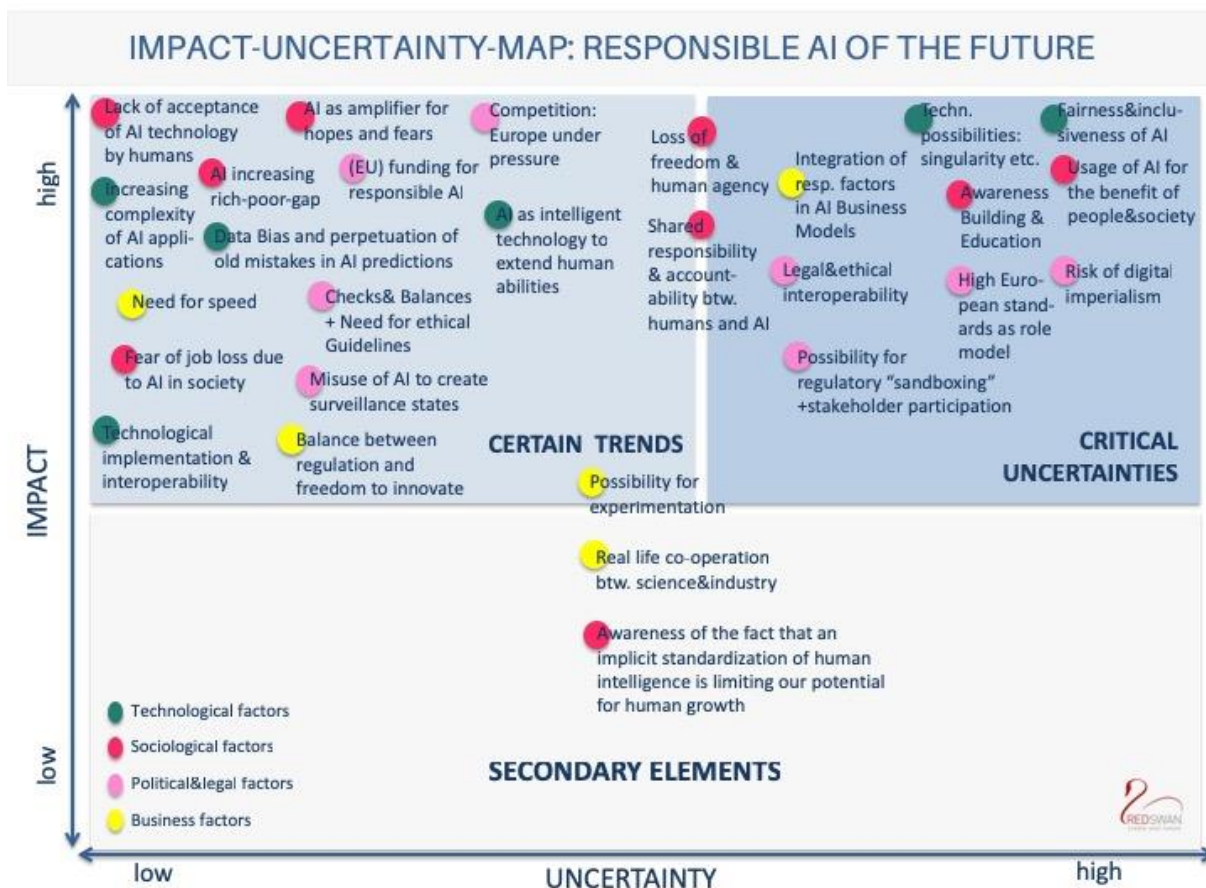 IMPACT-UNCERTAINTY-MAP: RESPONSIBLE AI OF THE FUTURE
Lack of acceptance
of AI technology
by humans
AI as amplifier for
hopes and fears
Competition:
Europe under
pressure
AI increasing
rich-poor-gap
(EU) funding for
responsible AI
Increasing
complexity
of AI appli-
cations
Data Bias and perpetuation of
old mistakes in AI predictions
AI as intelligent
technology to
extend human
abilities
Need for speed
Checks& Balances
+ Need for ethical
Guidelines
Fear of job loss due
to AI in society
Misuse of AI to create
surveillance states
Technological
implementation &
interoperability
Balance between
regulation and
freedom to innovate
CERTAIN TRENDS
Loss of
freedom &
human agency
Shared
responsibility
& account-
ability btw.
humans and AI
Integration of
resp. factors
in AI Business
Models
Techn.
possibilities:
singularity etc.
Fairness&inclu-
siveness of AI
Awareness
Building &
Education
Usage of AI for
the benefit of
people&society
Legal&ethical
interoperability
High Euro-
pean stand-
ards as role
model
Risk of digital
imperialism
Possibility for
regulatory “sandboxing”
+stakeholder participation
CRITICAL
UNCERTAINTIES
Possibility for
experimentation
Real life co-operation
btw. science&industry
Awareness of the fact that an
implicit standardization of human
intelligence is limiting our potential
for human growth
SECONDARY ELEMENTS
Technological factors
Sociological factors
Political&legal factors
Business factors
REDSWAN
high
IMPACT
low
low
UNCERTAINTY
high